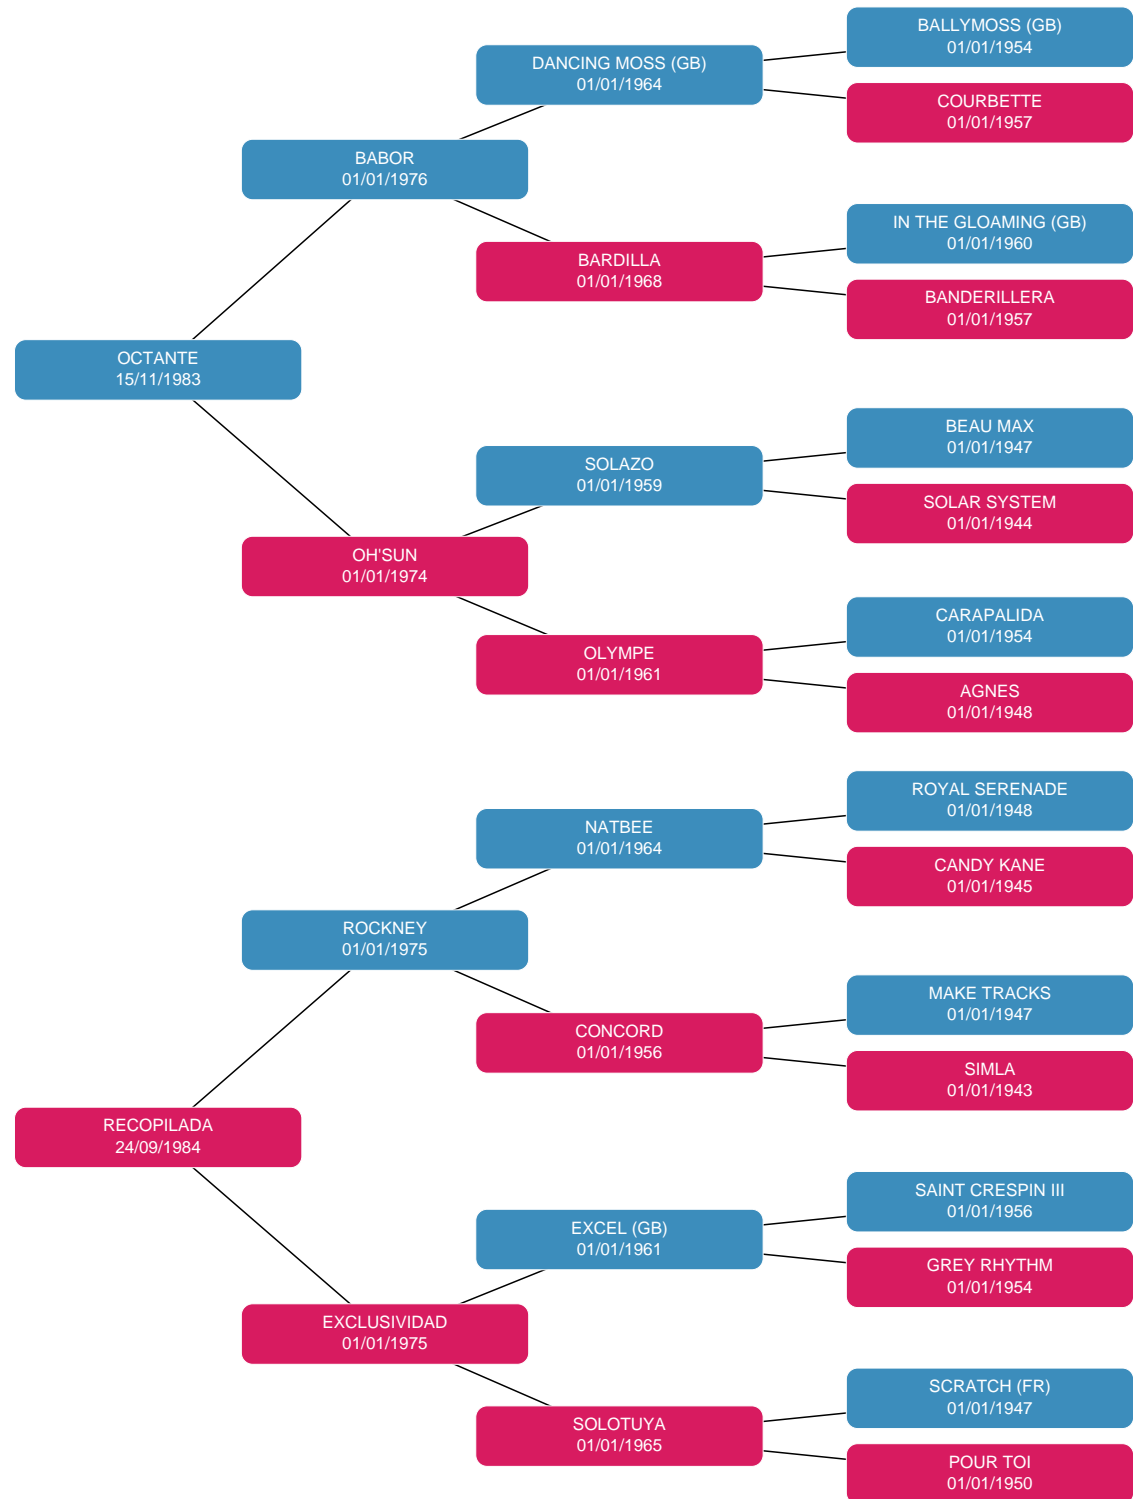 BALLYMOSS (GB)
01/01/1954
DANCING MOSS (GB)
01/01/1964
COURBETTE
01/01/1957
BABOR
01/01/1976
IN THE GLOAMING (GB)
01/01/1960
BARDILLA
01/01/1968
BANDERILLERA
01/01/1957
OCTANTE
15/11/1983
BEAU MAX
01/01/1947
SOLAZO
01/01/1959
SOLAR SYSTEM
01/01/1944
OH'SUN
01/01/1974
CARAPALIDA
01/01/1954
OLYMPE
01/01/1961
AGNES
01/01/1948
ROYAL SERENADE
01/01/1948
NATBEE
01/01/1964
CANDY KANE
01/01/1945
ROCKNEY
01/01/1975
MAKE TRACKS
01/01/1947
CONCORD
01/01/1956
SIMLA
01/01/1943
RECOPILADA
24/09/1984
SAINT CRESPIN III
01/01/1956
EXCEL (GB)
01/01/1961
GREY RHYTHM
01/01/1954
EXCLUSIVIDAD
01/01/1975
SCRATCH (FR)
01/01/1947
SOLOTUYA
01/01/1965
POUR TOI
01/01/1950